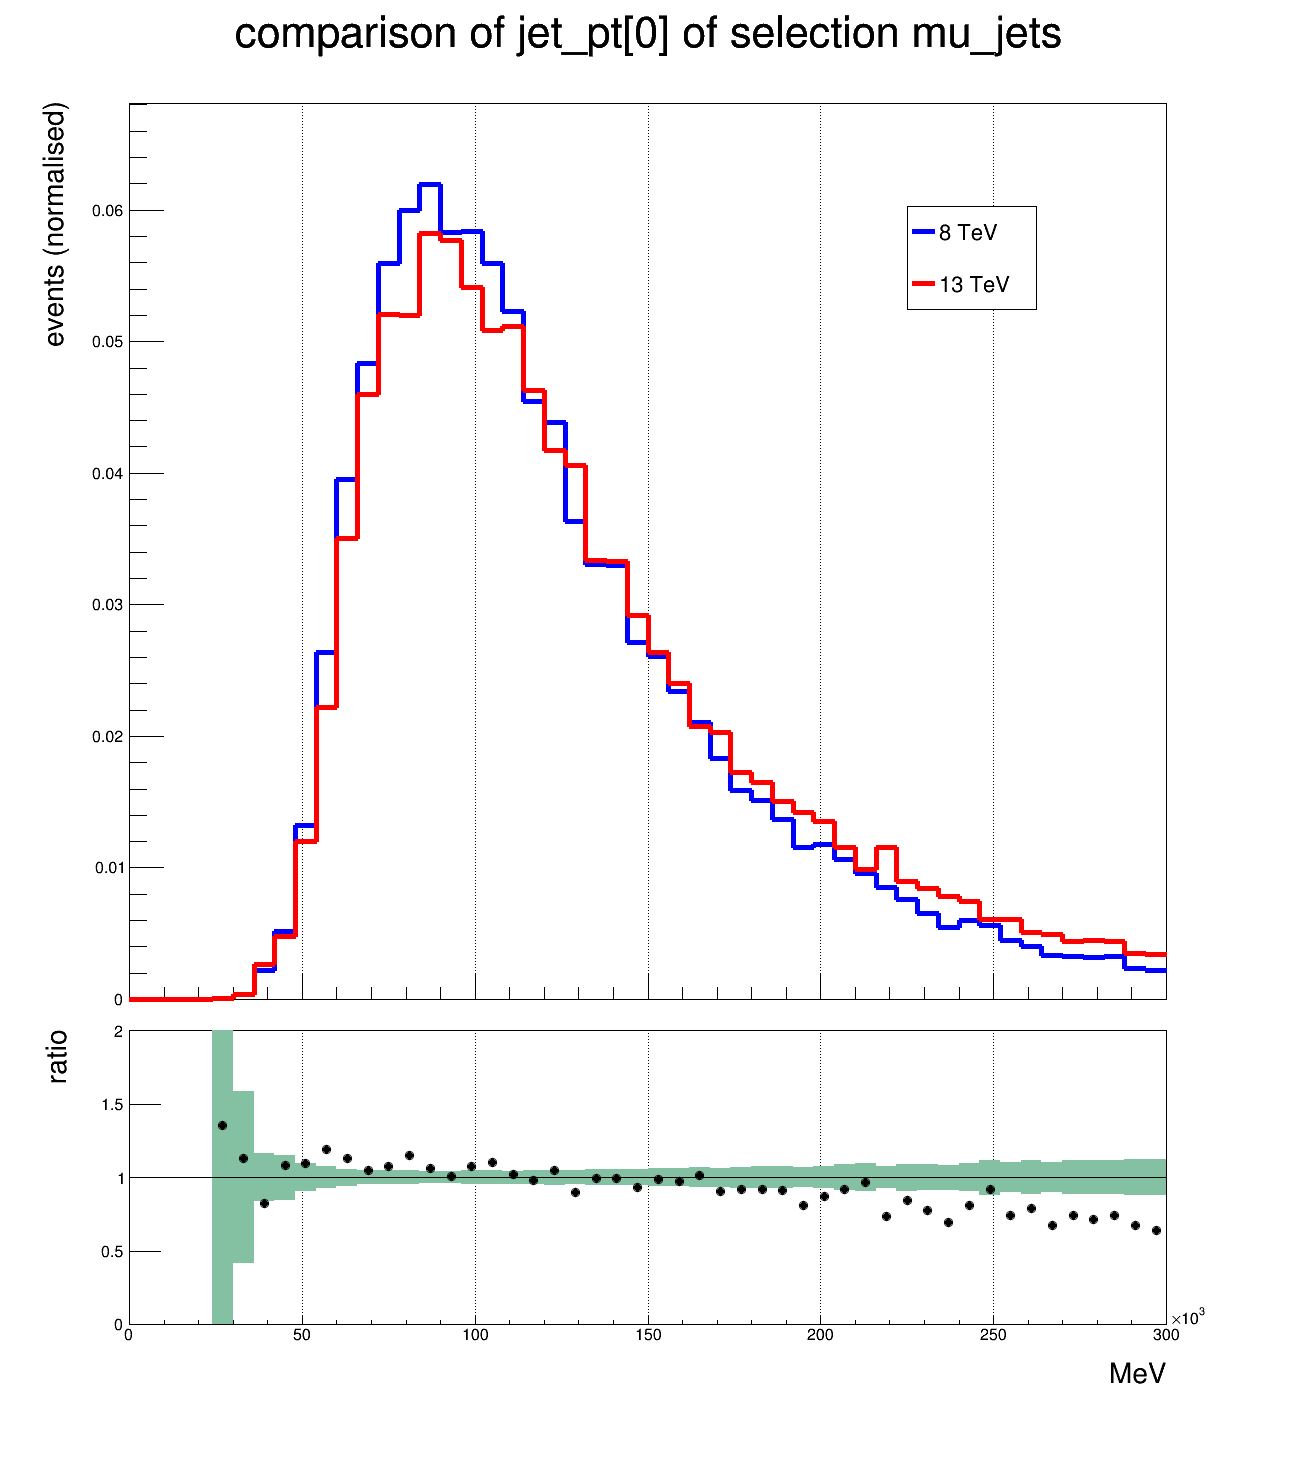 comparison of jet_pt[0] of selection mu_jets
events (normalised)
0.06
0.05
0.04
0.03
0.02
0.01
0
8 TeV
13 TeV
ratio
2
1.5
1
0.5
0
0 50 100 150 200 250 300
×10³
MeV